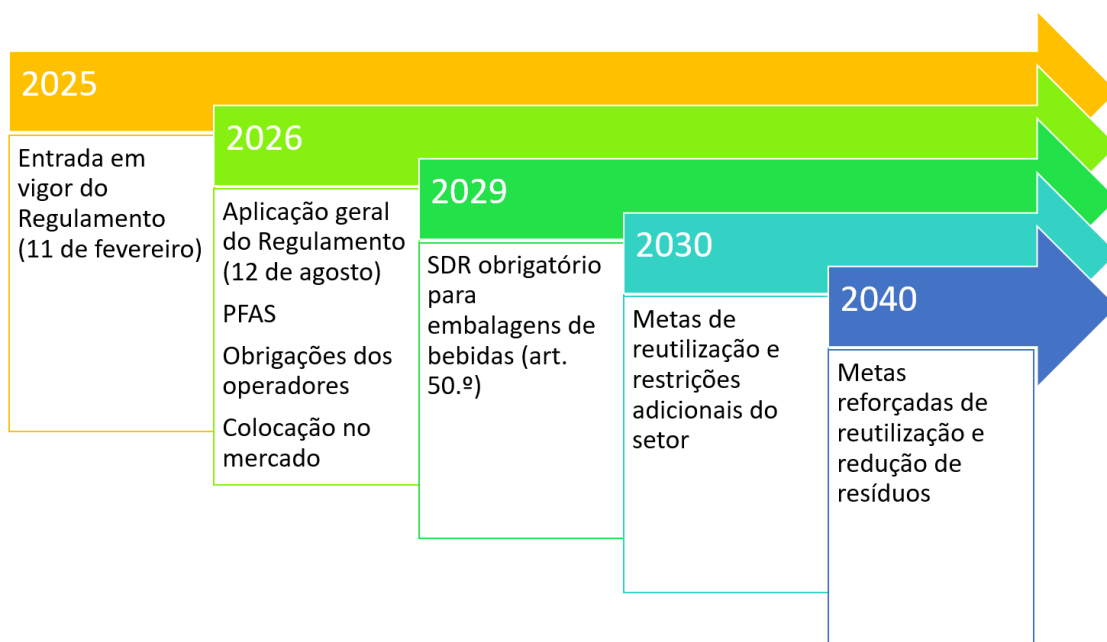 2025
Entrada em
vigor do
Regulamento
(11 de fevereiro)
2026
Aplicação geral
do Regulamento
(12 de agosto)
PFAS
Obrigações dos
operadores
Colocação no
mercado
2029
SDR obrigatório
para
embalagens de
bebidas (art.
50.º)
2030
Metas de
reutilização e
restrições
adicionais do
setor
2040
Metas
reforçadas de
reutilização e
redução de
resíduos